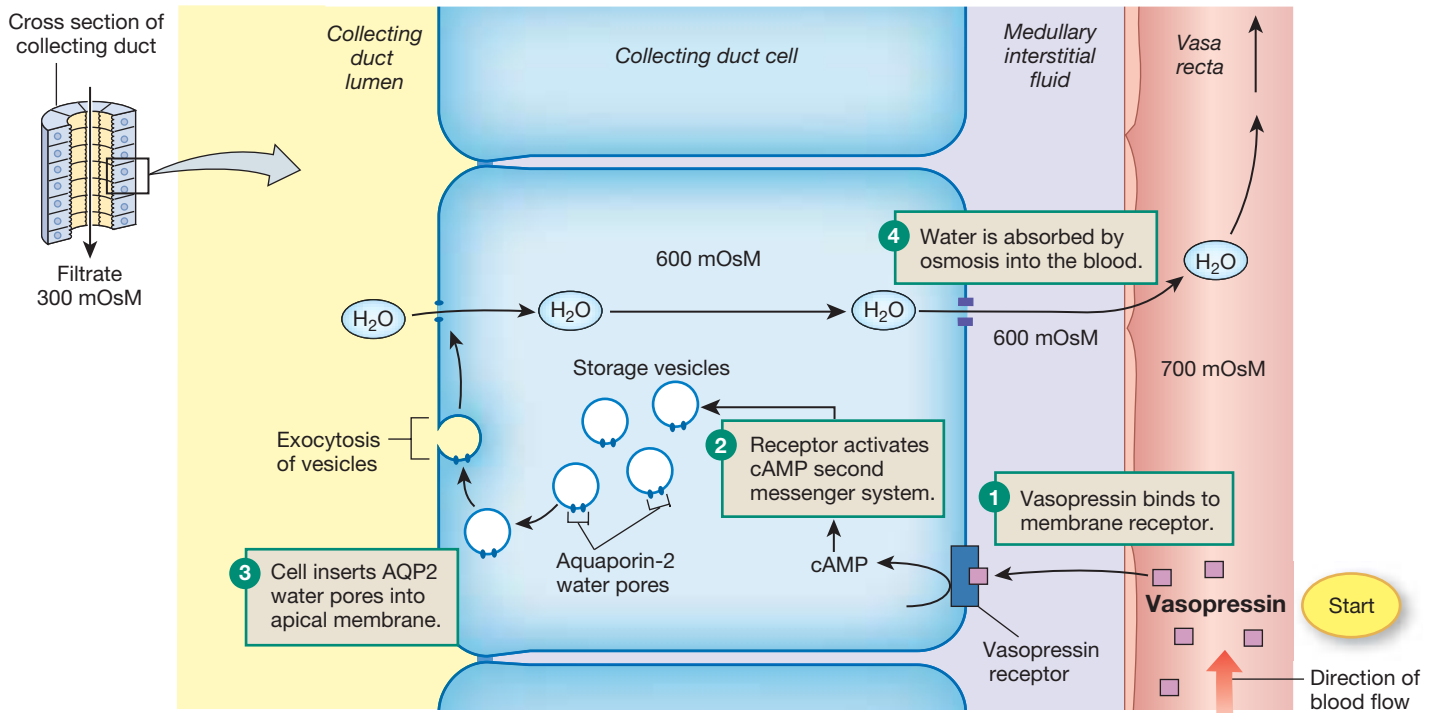 Cross section of
collecting duct
Filtrate
300 mOsM
Collecting
duct
lumen
Collecting duct cell
Medullary
interstitial
fluid
Vasa
recta
600 mOsM
4 Water is absorbed by
osmosis into the blood.
H₂O
H₂O
H₂O
H₂O
600 mOsM
700 mOsM
Storage vesicles
Exocytosis
of vesicles
2 Receptor activates
cAMP second
messenger system.
1 Vasopressin binds to
membrane receptor.
Aquaporin-2
water pores
cAMP
3 Cell inserts AQP2
water pores into
apical membrane.
Vasopressin
Start
Vasopressin
receptor
Direction of
blood flow